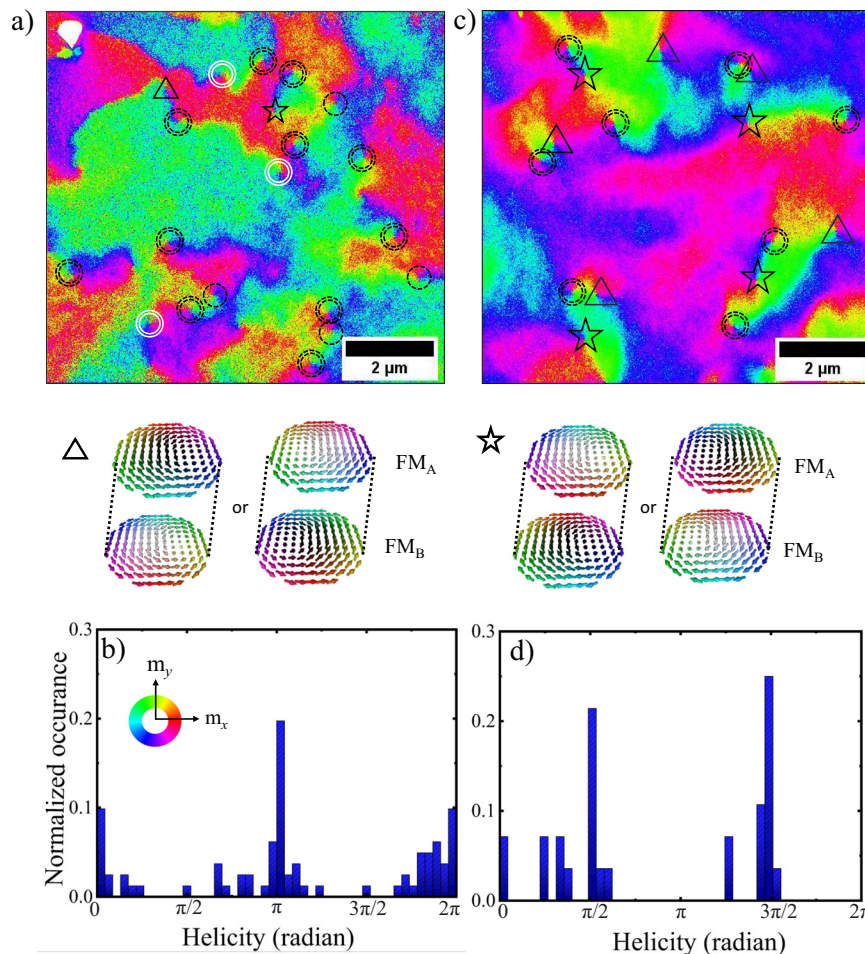 a)
2 µm
c)
2 µm
or
FM_A
FM_B
or
FM_A
FM_B
b)
Normalized occurance
0.3
0.2
0.1
0.0
m_y
m_x
0
π/2
π
3π/2
2π
Helicity (radian)
d)
0.3
0.2
0.1
0.0
0
π/2
π
3π/2
2π
Helicity (radian)